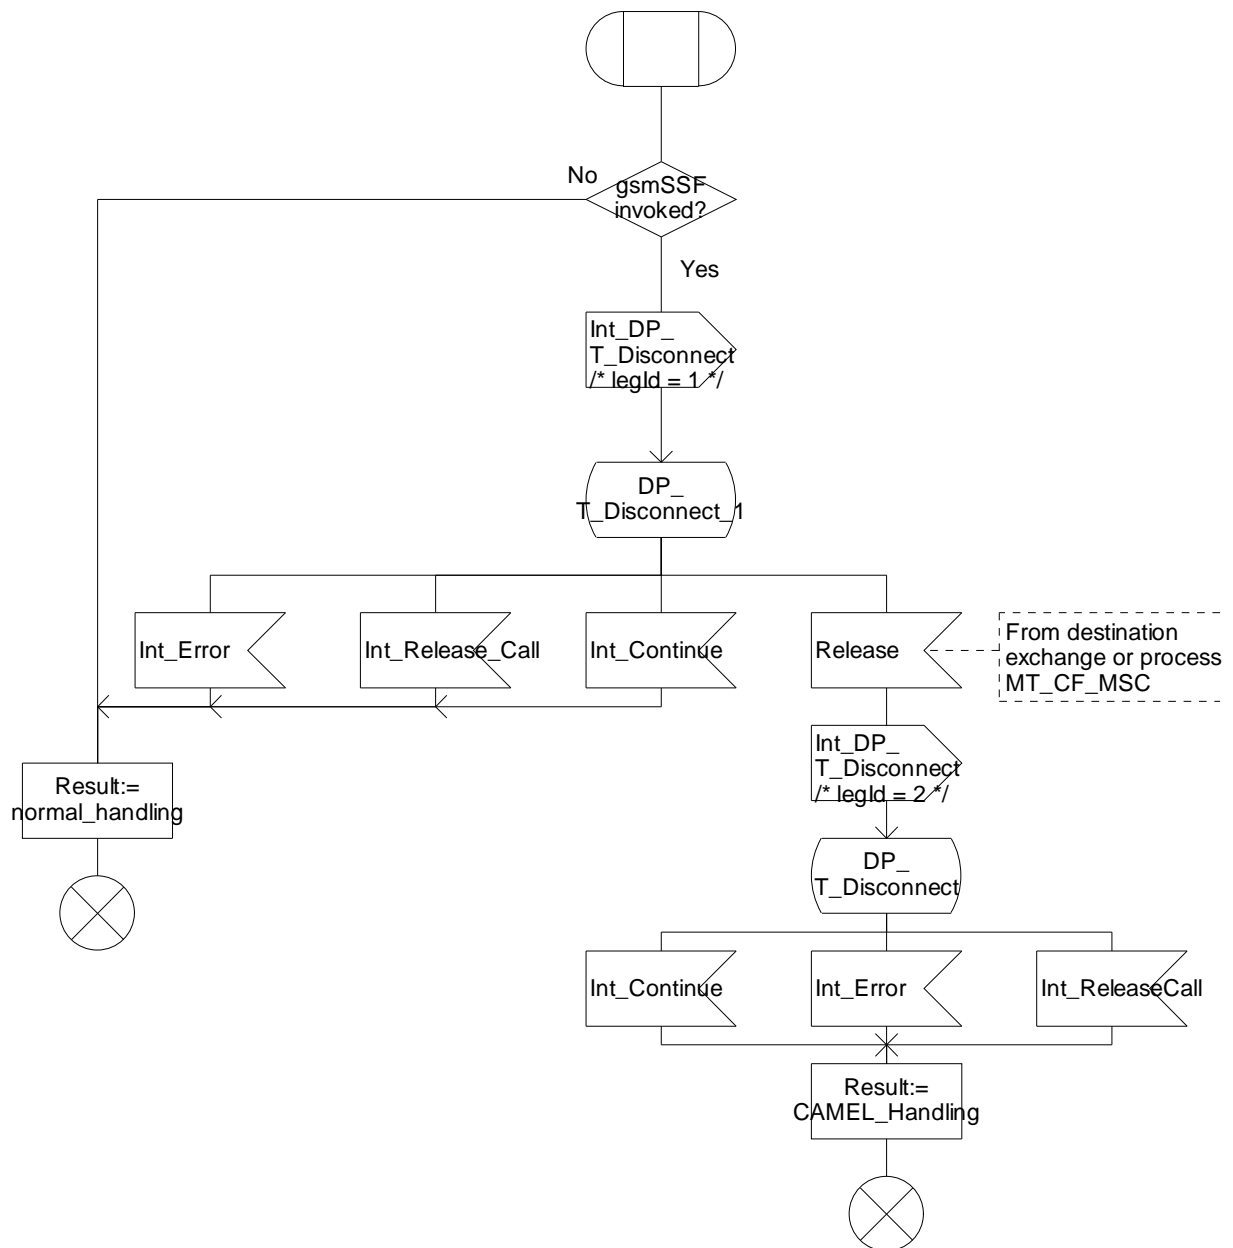 No
gsmSSF
invoked?
Yes
Int_DP_
T_Disconnect
/* legId = 1 */
DP_
T_Disconnect_1
Int_Error
Int_Release_Call
Int_Continue
Release
From destination
exchange or process
MT_CF_MSC
Int_DP_
T_Disconnect
/* legId = 2 */
Result:=
normal_handling
DP_
T_Disconnect
Int_Continue
Int_Error
Int_ReleaseCall
Result:=
CAMEL_Handling